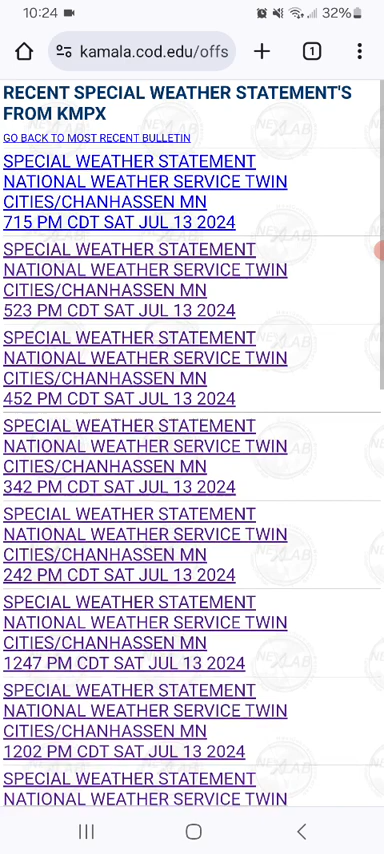 10:24
32%
kamala.cod.edu/offs
1
RECENT SPECIAL WEATHER STATEMENT'S
FROM KMPX
GO BACK TO MOST RECENT BULLETIN
SPECIAL WEATHER STATEMENT
NATIONAL WEATHER SERVICE TWIN
CITIES/CHANHASSEN MN
715 PM CDT SAT JUL 13 2024
SPECIAL WEATHER STATEMENT
NATIONAL WEATHER SERVICE TWIN
CITIES/CHANHASSEN MN
523 PM CDT SAT JUL 13 2024
SPECIAL WEATHER STATEMENT
NATIONAL WEATHER SERVICE TWIN
CITIES/CHANHASSEN MN
452 PM CDT SAT JUL 13 2024
SPECIAL WEATHER STATEMENT
NATIONAL WEATHER SERVICE TWIN
CITIES/CHANHASSEN MN
342 PM CDT SAT JUL 13 2024
SPECIAL WEATHER STATEMENT
NATIONAL WEATHER SERVICE TWIN
CITIES/CHANHASSEN MN
242 PM CDT SAT JUL 13 2024
SPECIAL WEATHER STATEMENT
NATIONAL WEATHER SERVICE TWIN
CITIES/CHANHASSEN MN
1247 PM CDT SAT JUL 13 2024
SPECIAL WEATHER STATEMENT
NATIONAL WEATHER SERVICE TWIN
CITIES/CHANHASSEN MN
1202 PM CDT SAT JUL 13 2024
SPECIAL WEATHER STATEMENT
NATIONAL WEATHER SERVICE TWIN